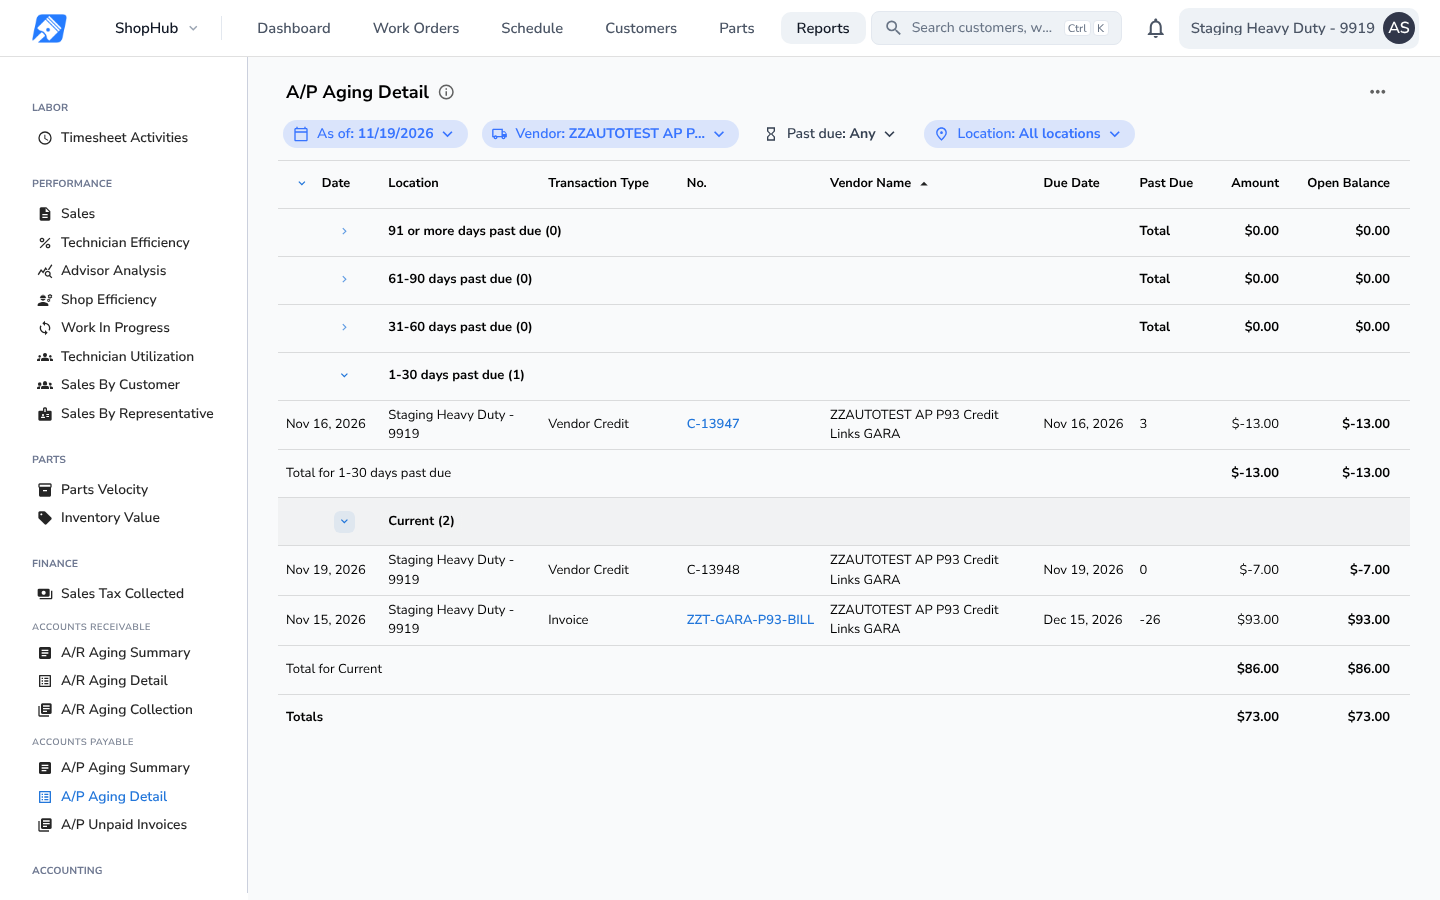 ShopHub
Dashboard
Work Orders
Schedule
Customers
Parts
Reports
Search customers, w...
Ctrl
K
Staging Heavy Duty - 9919
AS
LABOR
Timesheet Activities
PERFORMANCE
Sales
Technician Efficiency
Advisor Analysis
Shop Efficiency
Work In Progress
Technician Utilization
Sales By Customer
Sales By Representative
PARTS
Parts Velocity
Inventory Value
FINANCE
Sales Tax Collected
ACCOUNTS RECEIVABLE
A/R Aging Summary
A/R Aging Detail
A/R Aging Collection
ACCOUNTS PAYABLE
A/P Aging Summary
A/P Aging Detail
A/P Unpaid Invoices
ACCOUNTING
A/P Aging Detail
As of: 11/19/2026
Vendor: ZZAUTOTEST AP P...
Past due: Any
Location: All locations
Date Location Transaction Type No. Vendor Name Due Date Past Due Amount Open Balance
91 or more days past due (0) Total $0.00 $0.00
61-90 days past due (0) Total $0.00 $0.00
31-60 days past due (0) Total $0.00 $0.00
1-30 days past due (1)
Nov 16, 2026 Staging Heavy Duty - 9919 Vendor Credit C-13947 ZZAUTOTEST AP P93 Credit Links GARA Nov 16, 2026 3 $-13.00 $-13.00
Total for 1-30 days past due $-13.00 $-13.00
Current (2)
Nov 19, 2026 Staging Heavy Duty - 9919 Vendor Credit C-13948 ZZAUTOTEST AP P93 Credit Links GARA Nov 19, 2026 0 $-7.00 $-7.00
Nov 15, 2026 Staging Heavy Duty - 9919 Invoice ZZT-GARA-P93-BILL ZZAUTOTEST AP P93 Credit Links GARA Dec 15, 2026 -26 $93.00 $93.00
Total for Current $86.00 $86.00
Totals $73.00 $73.00